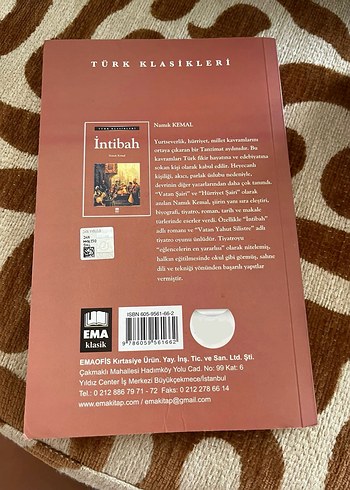 TÜRK KLASİKLERİ
TÜRK KLASİKLERİ
İntibah
Namık Kemal
Namık KEMAL
Yurtseverlik, hürriyet, millet kavramlarını
ortaya çıkaran bir Tanzimat aydınıdır. Bu
kavramları Türk fikir hayatına ve edebiyatına
sokan kişi olarak kabul edilir. Heyecanlı
kişiliği, akıcı, parlak üslubu nedeniyle,
devrinin diğer yazarlarından daha çok tanındı.
"Vatan Şairi" ve "Hürriyet Şairi" olarak
anılan Namık Kemal, şiirin yanı sıra eleştiri,
biyografi, tiyatro, roman, tarih ve makale
türlerinde eserler verdi. Özellikle "İntibah"
adlı romanı ve "Vatan Yahut Silistre" adlı
tiyatro oyunu ünlüdür. Tiyatroyu
"eğlencelerin en yararlısı" olarak nitelemiş,
halkın eğitilmesinde okul gibi görmüş, sahne
dili ve tekniği yönünden başarılı yapıtlar
vermiştir.
ISBN 605-9561-66-2
9 786059 561662
EMA
klasik
EMAOFİS Kırtasiye Ürün. Yay. İnş. Tic. ve San. Ltd. Şti.
Çakmaklı Mahallesi Hadımköy Yolu Cad. No: 99 Kat: 6
Yıldız Center İş Merkezi Büyükçekmece/İstanbul
Tel.: 0 212 886 79 71 - 72 Faks: 0 212 278 66 14
www.emakitap.com / emakitap@gmail.com